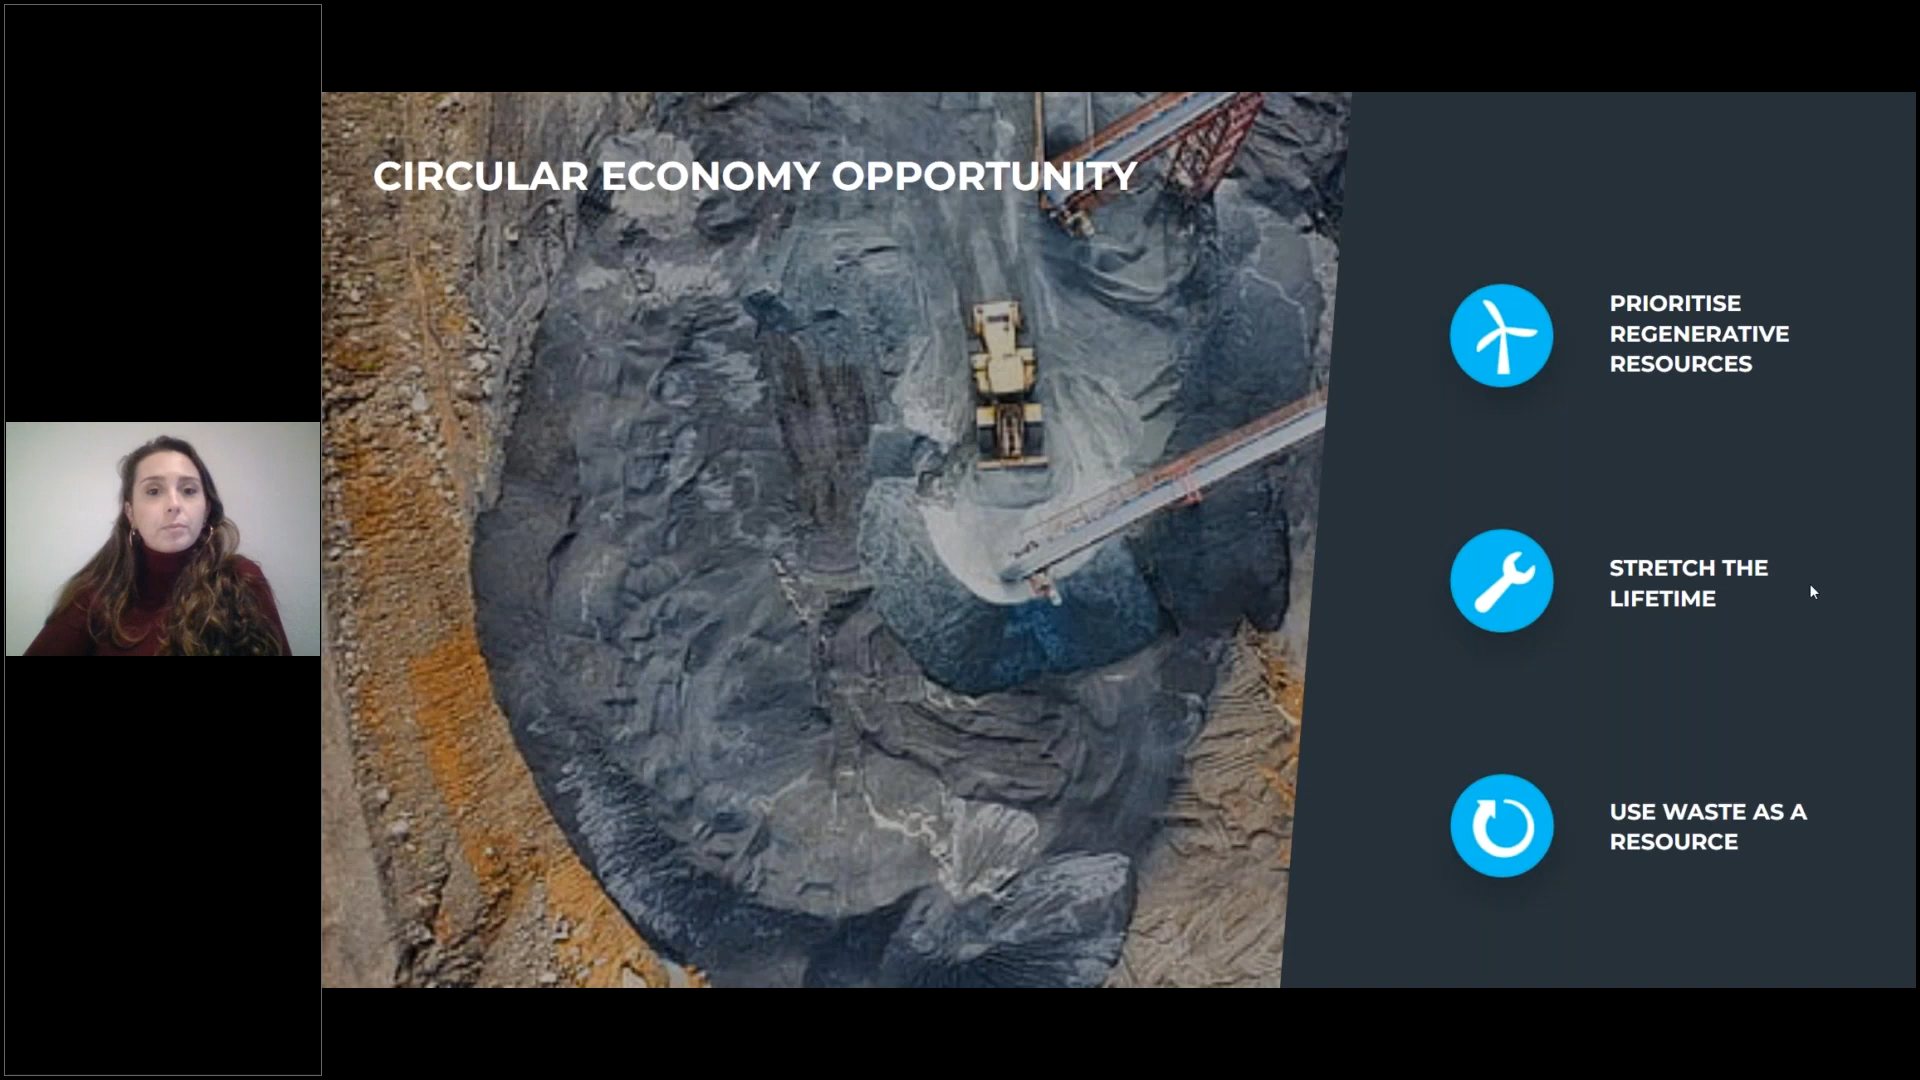 CIRCULAR ECONOMY OPPORTUNITY
PRIORITISE
REGENERATIVE
RESOURCES
STRETCH THE
LIFETIME
USE WASTE AS A
RESOURCE